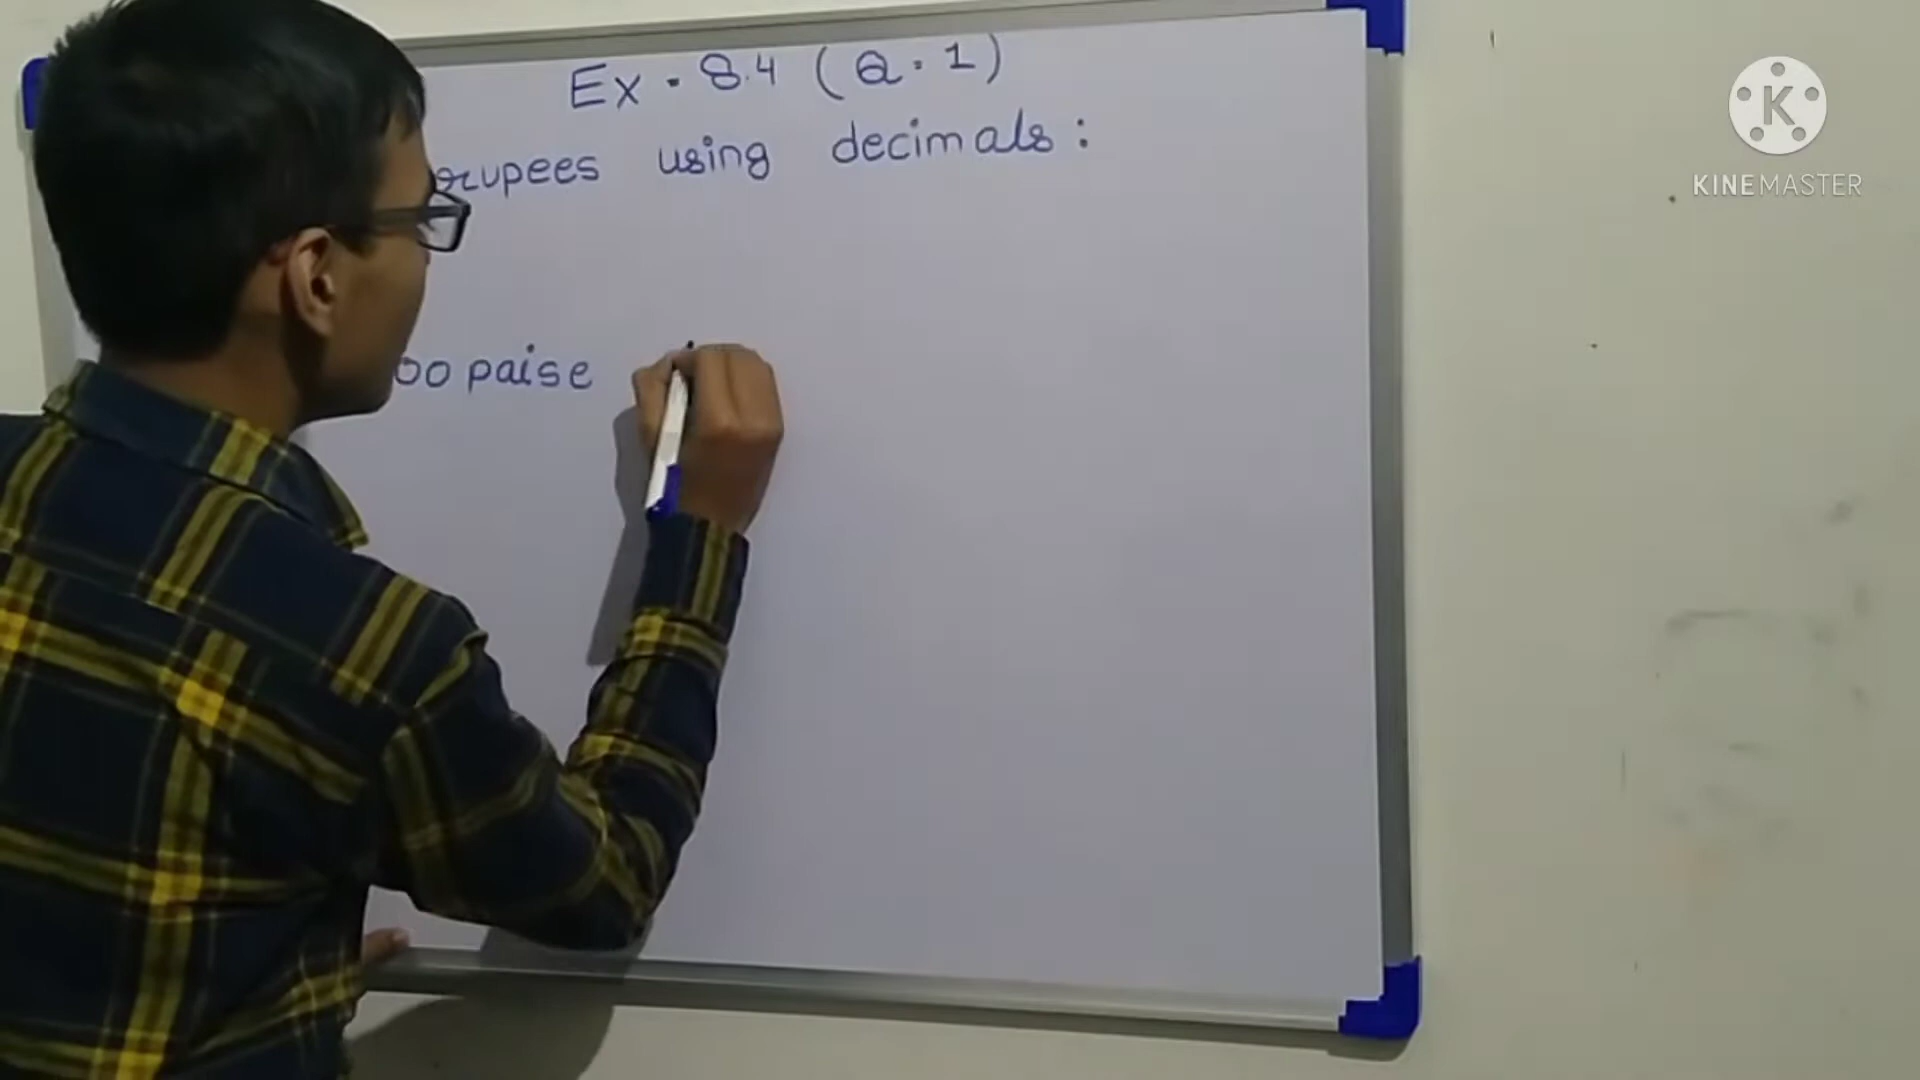 Ex. 8.4 (Q.1)
rupees using decimals:
00 paise
K
KINEMASTER